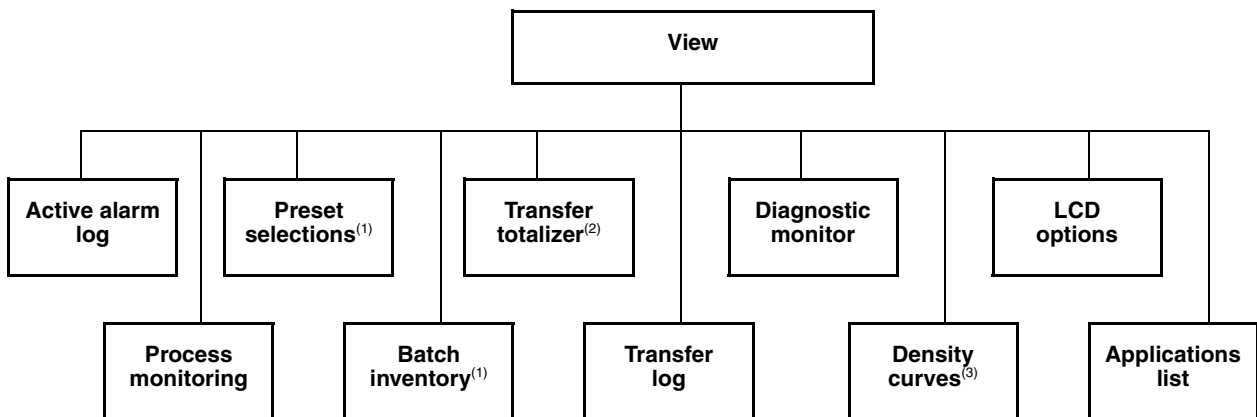 View
Active alarm
log
Preset
selections(1)
Transfer
totalizer(2)
Diagnostic
monitor
LCD
options
Process
monitoring
Batch
inventory(1)
Transfer
log
Density
curves(3)
Applications
list